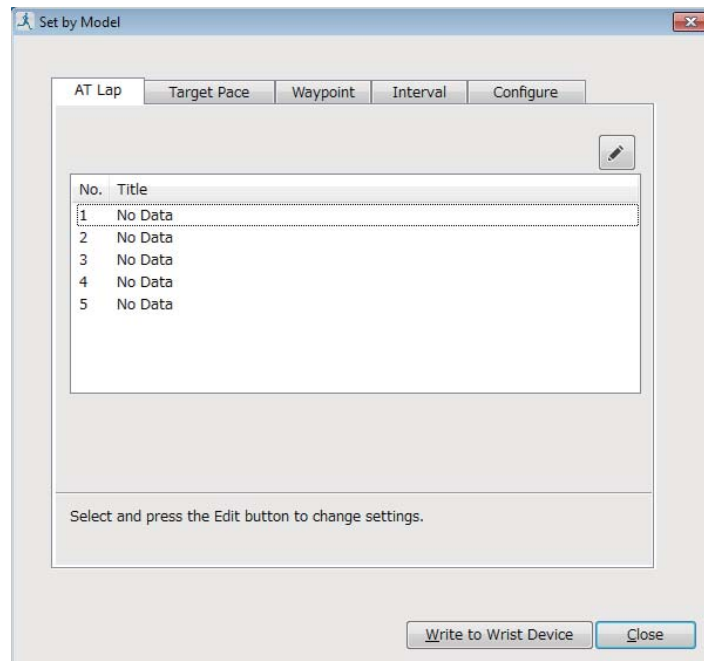 Set by Model
AT Lap Target Pace Waypoint Interval Configure
No. Title
1 No Data
2 No Data
3 No Data
4 No Data
5 No Data
Select and press the Edit button to change settings.
Write to Wrist Device Close